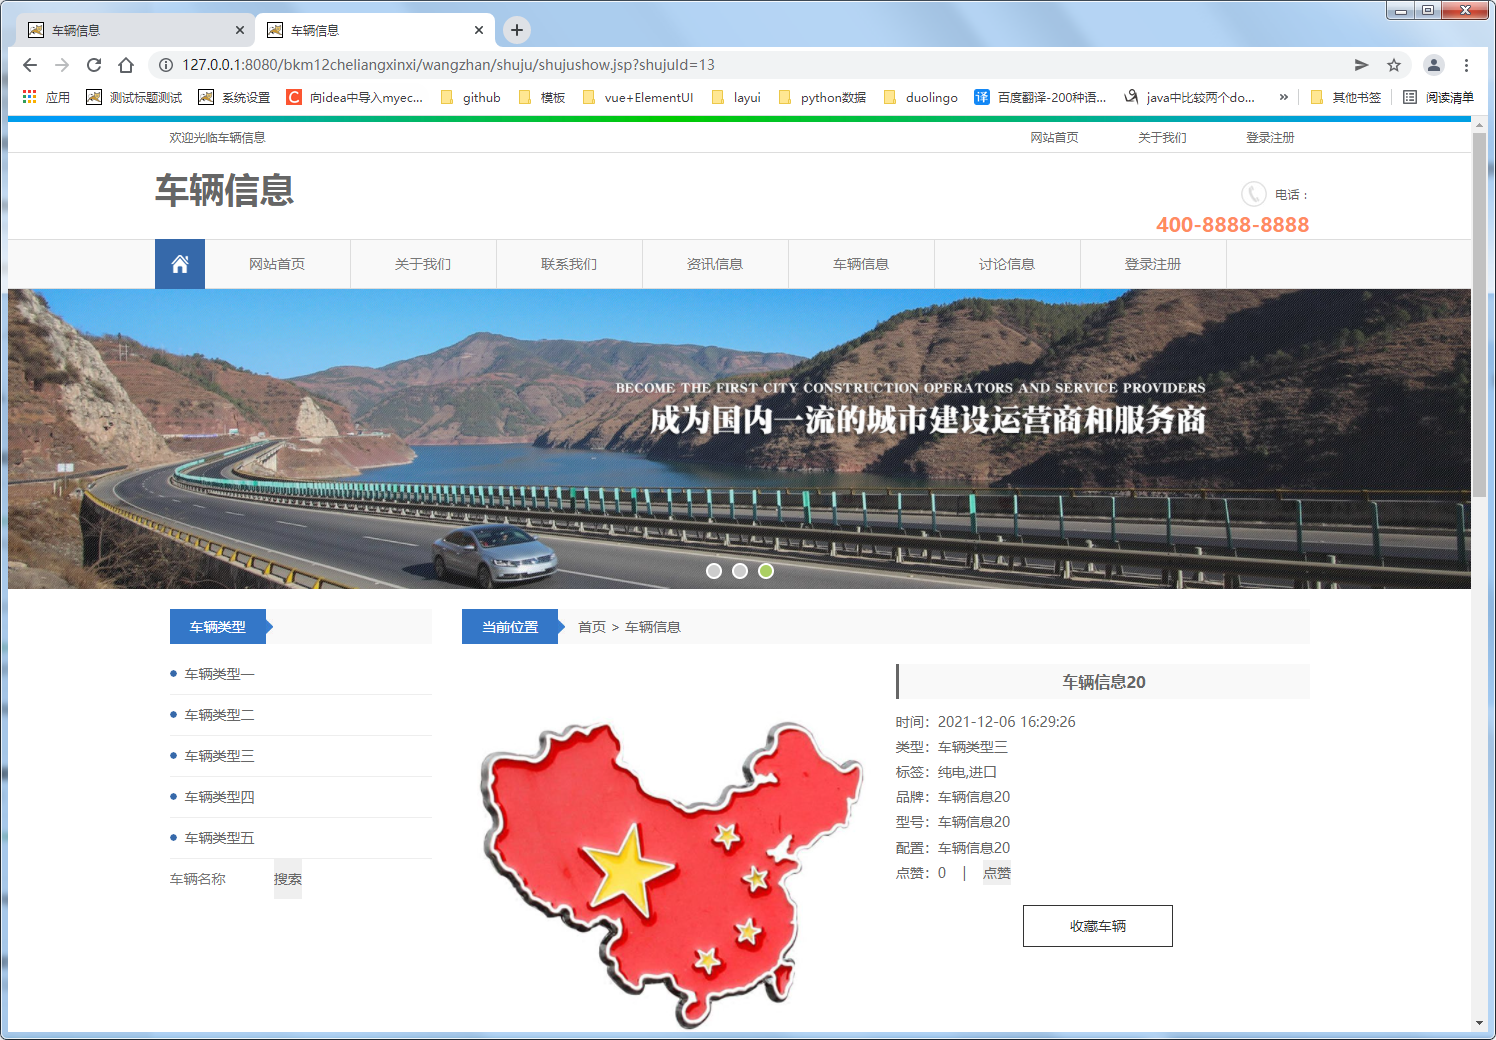 车辆信息
车辆信息
127.0.0.1:8080/bkm12cheliangxinxi/wangzhan/shuju/shujushow.jsp?shujuId=13
应用 测试标题测试 系统设置 向idea中导入myec... github 模板 vue+ElementUI layui python数据 duolingo 百度翻译-200种语... java中比较两个do... » 其他书签 阅读清单
欢迎光临车辆信息 网站首页 关于我们 登录注册
车辆信息
电话：
400-8888-8888
网站首页 关于我们 联系我们 资讯信息 车辆信息 讨论信息 登录注册
BECOME THE FIRST CITY CONSTRUCTION OPERATORS AND SERVICE PROVIDERS
成为国内一流的城市建设运营商和服务商
车辆类型
车辆类型一
车辆类型二
车辆类型三
车辆类型四
车辆类型五
车辆名称 搜索
当前位置 首页 > 车辆信息
车辆信息20
时间：2021-12-06 16:29:26
类型：车辆类型三
标签：纯电,进口
品牌：车辆信息20
型号：车辆信息20
配置：车辆信息20
点赞：0 | 点赞
收藏车辆